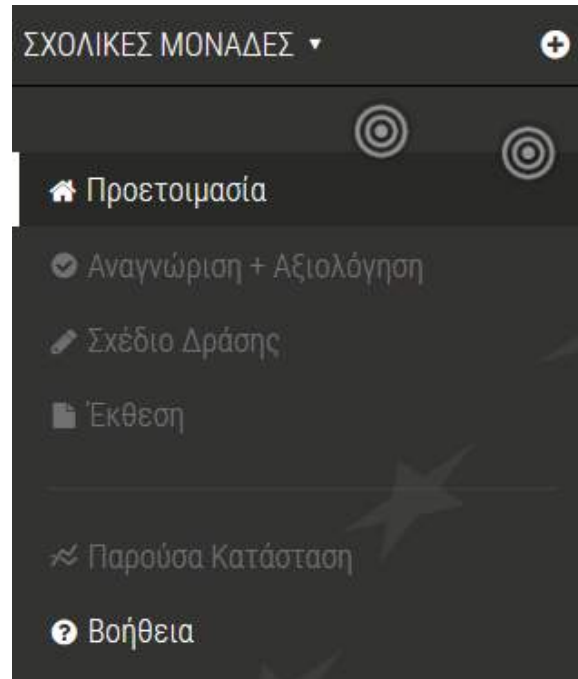 ΣΧΟΛΙΚΕΣ ΜΟΝΑΔΕΣ
Προετοιμασία
Αναγνώριση + Αξιολόγηση
Σχέδιο Δράσης
Έκθεση
Παρούσα Κατάσταση
Βοήθεια